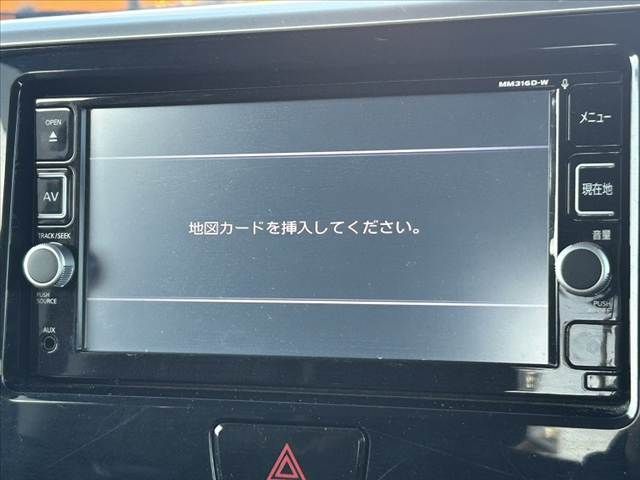 MM316D-W
OPEN
メニュー
AV
現在地
地図カードを挿入してください。
TRACK/SEEK
音量
PUSH
SOURCE
PUSH
AUX